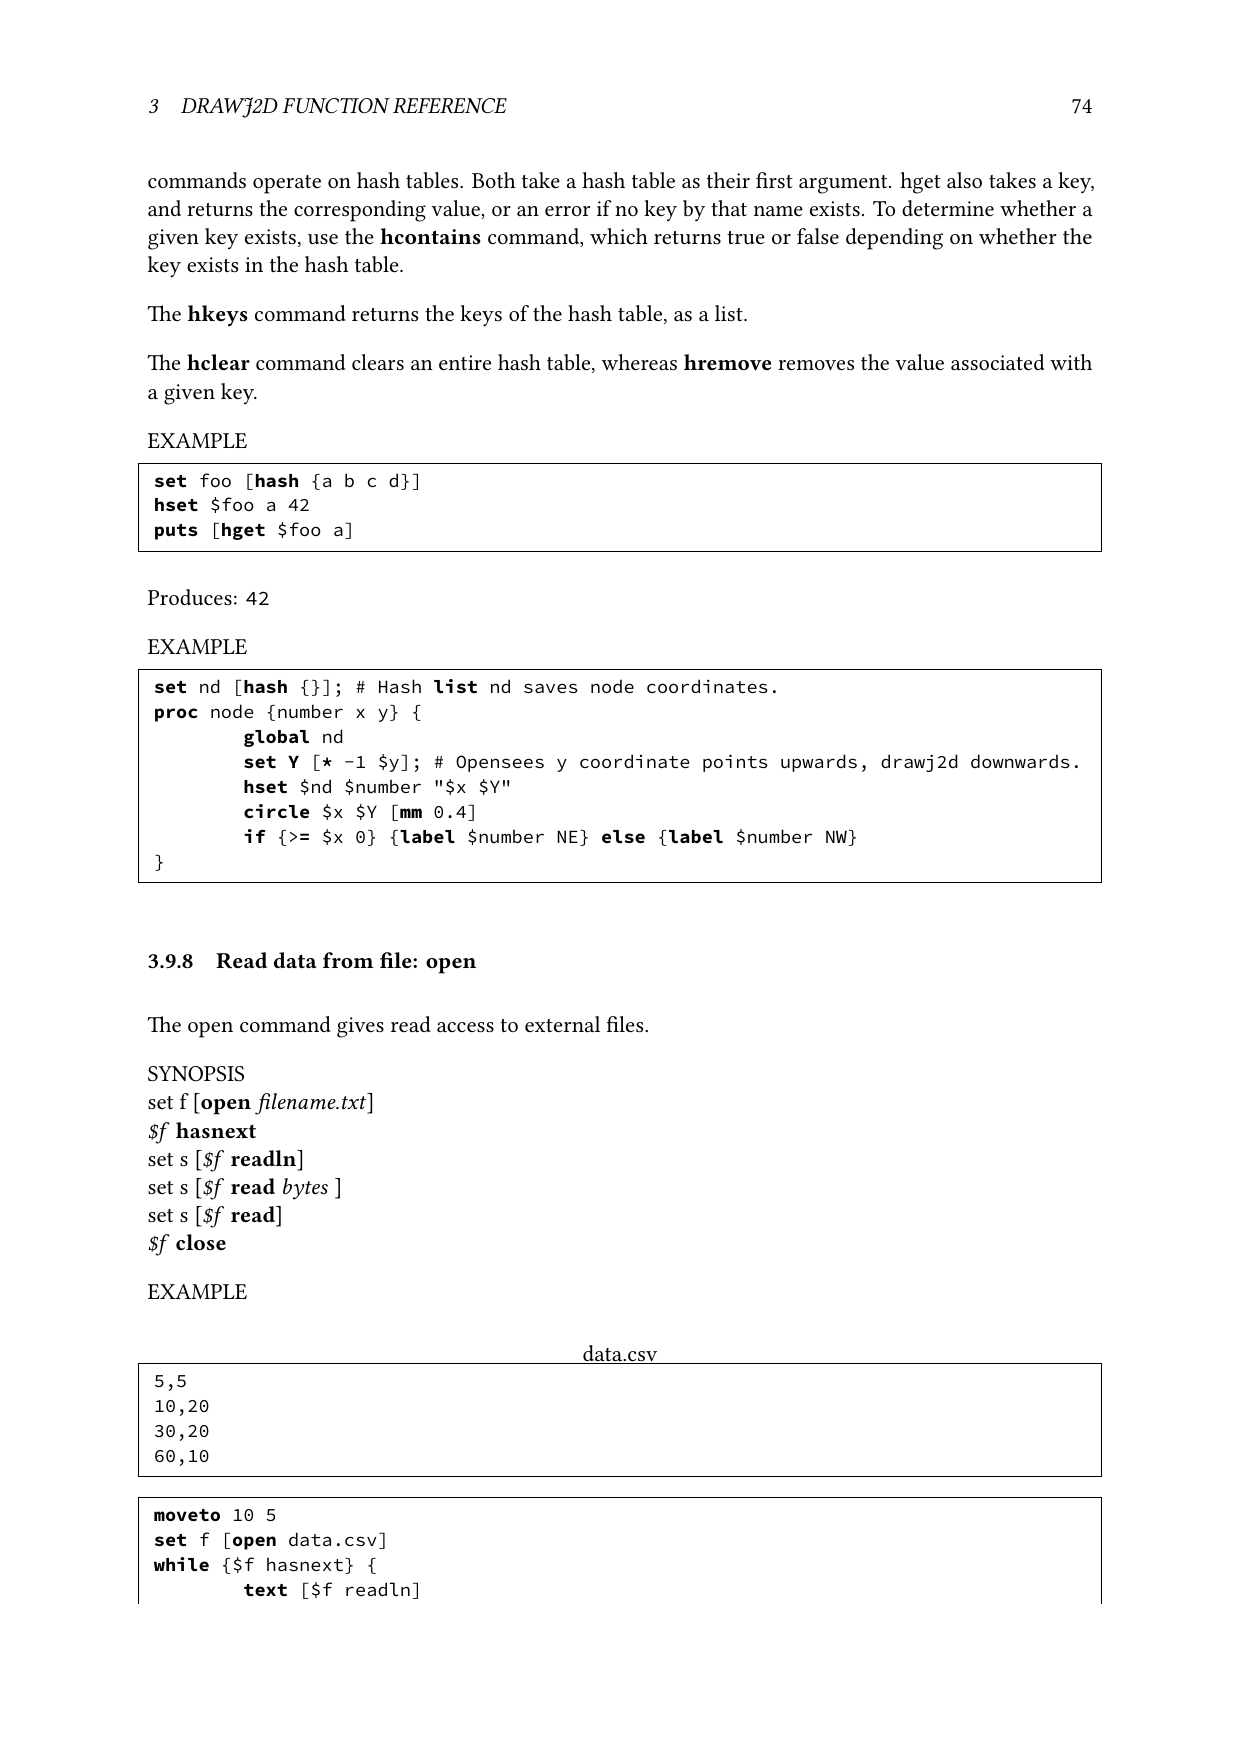 3 DRAWJ2D FUNCTION REFERENCE 74
commands operate on hash tables. Both take a hash table as their first argument. hget also takes a key,
and returns the corresponding value, or an error if no key by that name exists. To determine whether a
given key exists, use the hcontains command, which returns true or false depending on whether the
key exists in the hash table.
The hkeys command returns the keys of the hash table, as a list.
The hclear command clears an entire hash table, whereas hremove removes the value associated with
a given key.
EXAMPLE
set foo [hash {a b c d}]
hset $foo a 42
puts [hget $foo a]
Produces: 42
EXAMPLE
set nd [hash {}]; # Hash list nd saves node coordinates.
proc node {number x y} {
        global nd
        set Y [* -1 $y]; # Opensees y coordinate points upwards, drawj2d downwards.
        hset $nd $number "$x $Y"
        circle $x $Y [mm 0.4]
        if {>= $x 0} {label $number NE} else {label $number NW}
}
3.9.8 Read data from file: open
The open command gives read access to external files.
SYNOPSIS
set f [open filename.txt]
$f hasnext
set s [$f readln]
set s [$f read bytes ]
set s [$f read]
$f close
EXAMPLE
data.csv
5,5
10,20
30,20
60,10
moveto 10 5
set f [open data.csv]
while {$f hasnext} {
        text [$f readln]